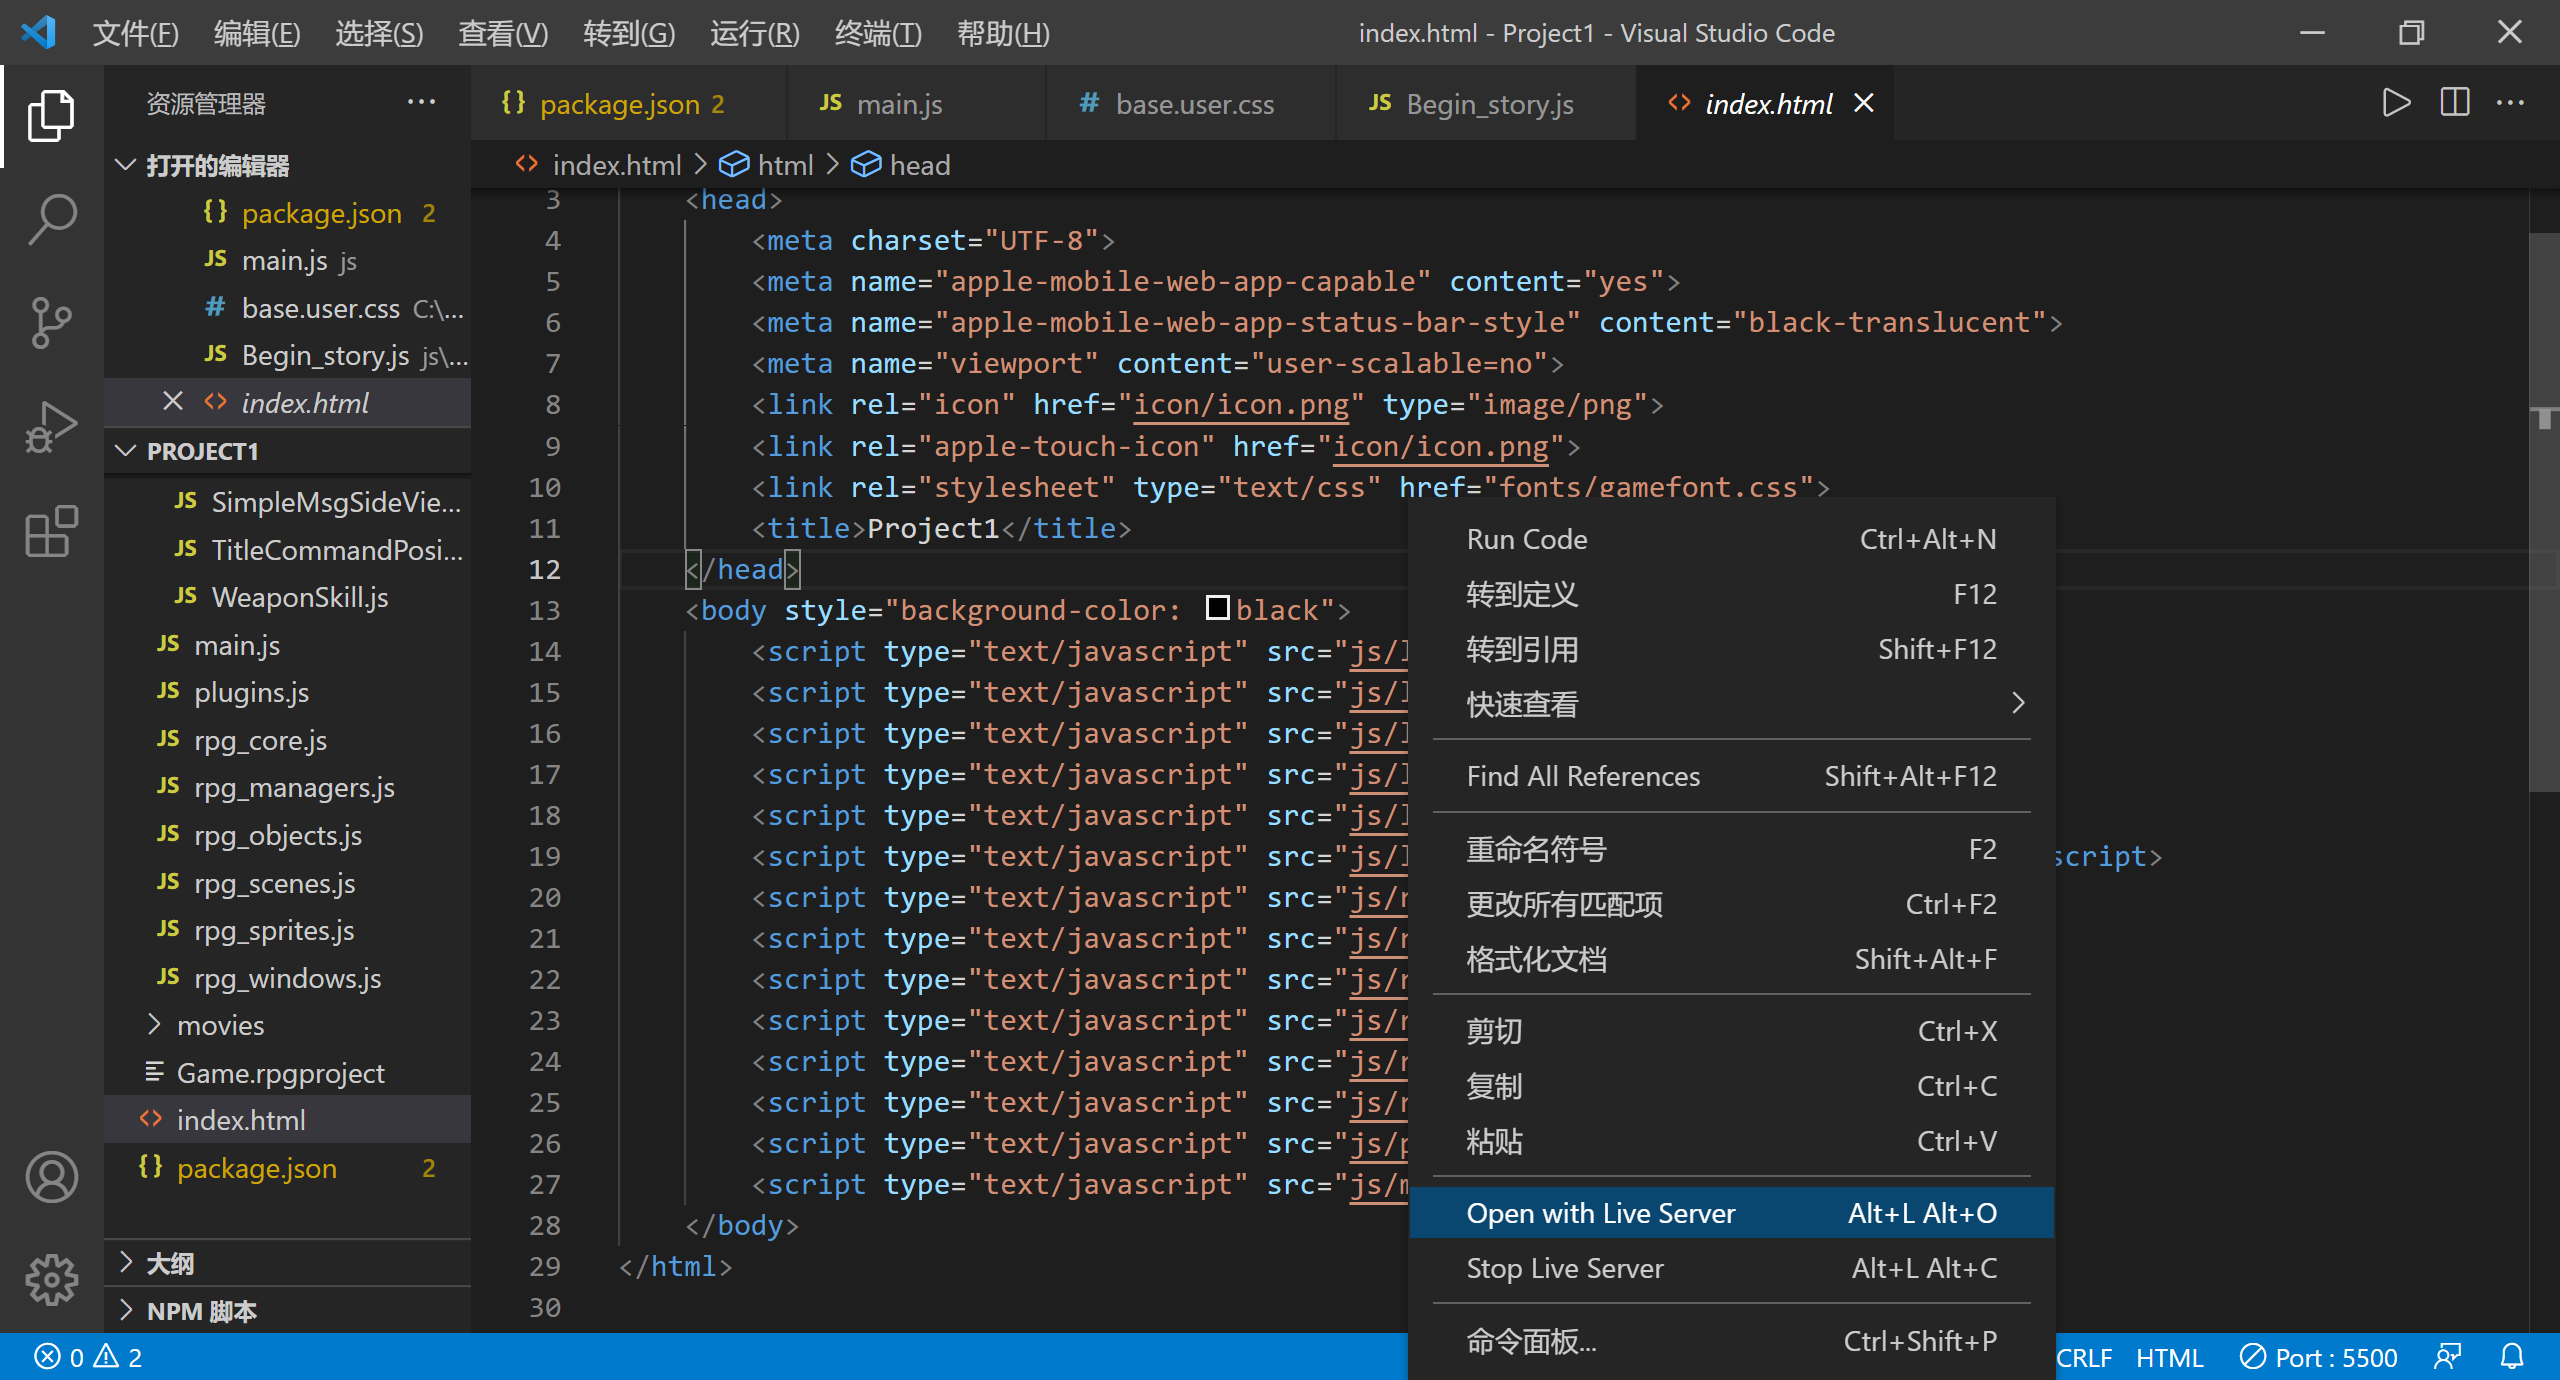 文件(F) 编辑(E) 选择(S) 查看(V) 转到(G) 运行(R) 终端(T) 帮助(H) index.html - Project1 - Visual Studio Code
资源管理器
打开的编辑器
{} package.json 2
JS main.js js
# base.user.css C:\...
JS Begin_story.js js\...
<> index.html
PROJECT1
JS SimpleMsgSideVie...
JS TitleCommandPosi...
JS WeaponSkill.js
JS main.js
JS plugins.js
JS rpg_core.js
JS rpg_managers.js
JS rpg_objects.js
JS rpg_scenes.js
JS rpg_sprites.js
JS rpg_windows.js
movies
Game.rpgproject
<> index.html
{} package.json 2
大纲
NPM 脚本
{} package.json 2 JS main.js # base.user.css JS Begin_story.js <> index.html
<> index.html > html > head
3 <head>
4 <meta charset="UTF-8">
5 <meta name="apple-mobile-web-app-capable" content="yes">
6 <meta name="apple-mobile-web-app-status-bar-style" content="black-translucent">
7 <meta name="viewport" content="user-scalable=no">
8 <link rel="icon" href="icon/icon.png" type="image/png">
9 <link rel="apple-touch-icon" href="icon/icon.png">
10 <link rel="stylesheet" type="text/css" href="fonts/gamefont.css">
11 <title>Project1</title>
12 </head>
13 <body style="background-color: black">
14 <script type="text/javascript" src="js/l
15 <script type="text/javascript" src="js/l
16 <script type="text/javascript" src="js/l
17 <script type="text/javascript" src="js/l
18 <script type="text/javascript" src="js/l
19 <script type="text/javascript" src="js/l script>
20 <script type="text/javascript" src="js/r
21 <script type="text/javascript" src="js/r
22 <script type="text/javascript" src="js/r
23 <script type="text/javascript" src="js/r
24 <script type="text/javascript" src="js/r
25 <script type="text/javascript" src="js/r
26 <script type="text/javascript" src="js/p
27 <script type="text/javascript" src="js/m
28 </body>
29 </html>
30
Run Code Ctrl+Alt+N
转到定义 F12
转到引用 Shift+F12
快速查看
Find All References Shift+Alt+F12
重命名符号 F2
更改所有匹配项 Ctrl+F2
格式化文档 Shift+Alt+F
剪切 Ctrl+X
复制 Ctrl+C
粘贴 Ctrl+V
Open with Live Server Alt+L Alt+O
Stop Live Server Alt+L Alt+C
命令面板... Ctrl+Shift+P
0 2 CRLF HTML Port : 5500